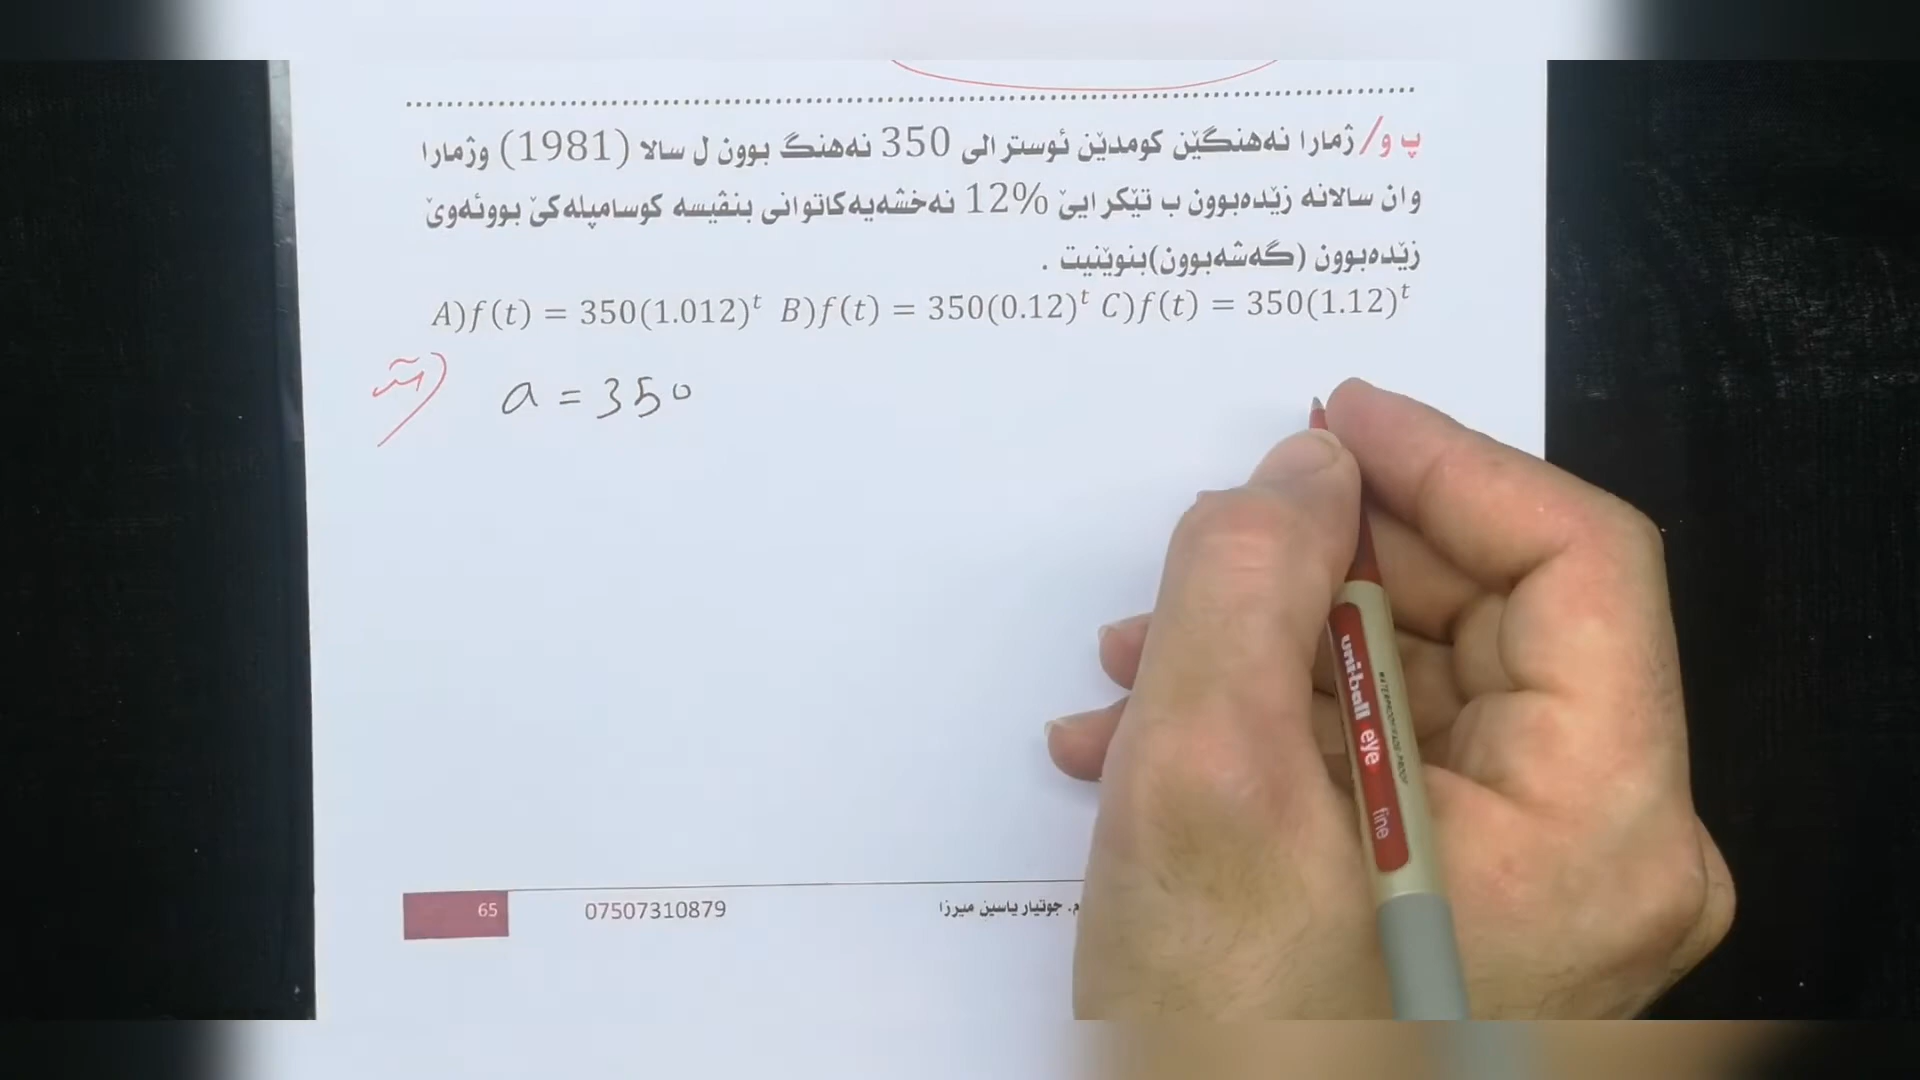 پ و/ ژمارا نەهنگێن کومدێن ئوسترالی 350 نەهنگ بوون ل سالا (1981) وژمارا
وان سالانە زێدەبوون ب تێکرایێ 12% نەخشەیەکاتوانی بنڤیسە کوسامپلەکێ بووئەوێ
زێدەبوون (گەشەبوون)بنوێنیت .
A)f(t) = 350(1.012)^t B)f(t) = 350(0.12)^t C)f(t) = 350(1.12)^t
a = 350
65 07507310879 م. جوتیار یاسین میرزا
uni-ball eye fine